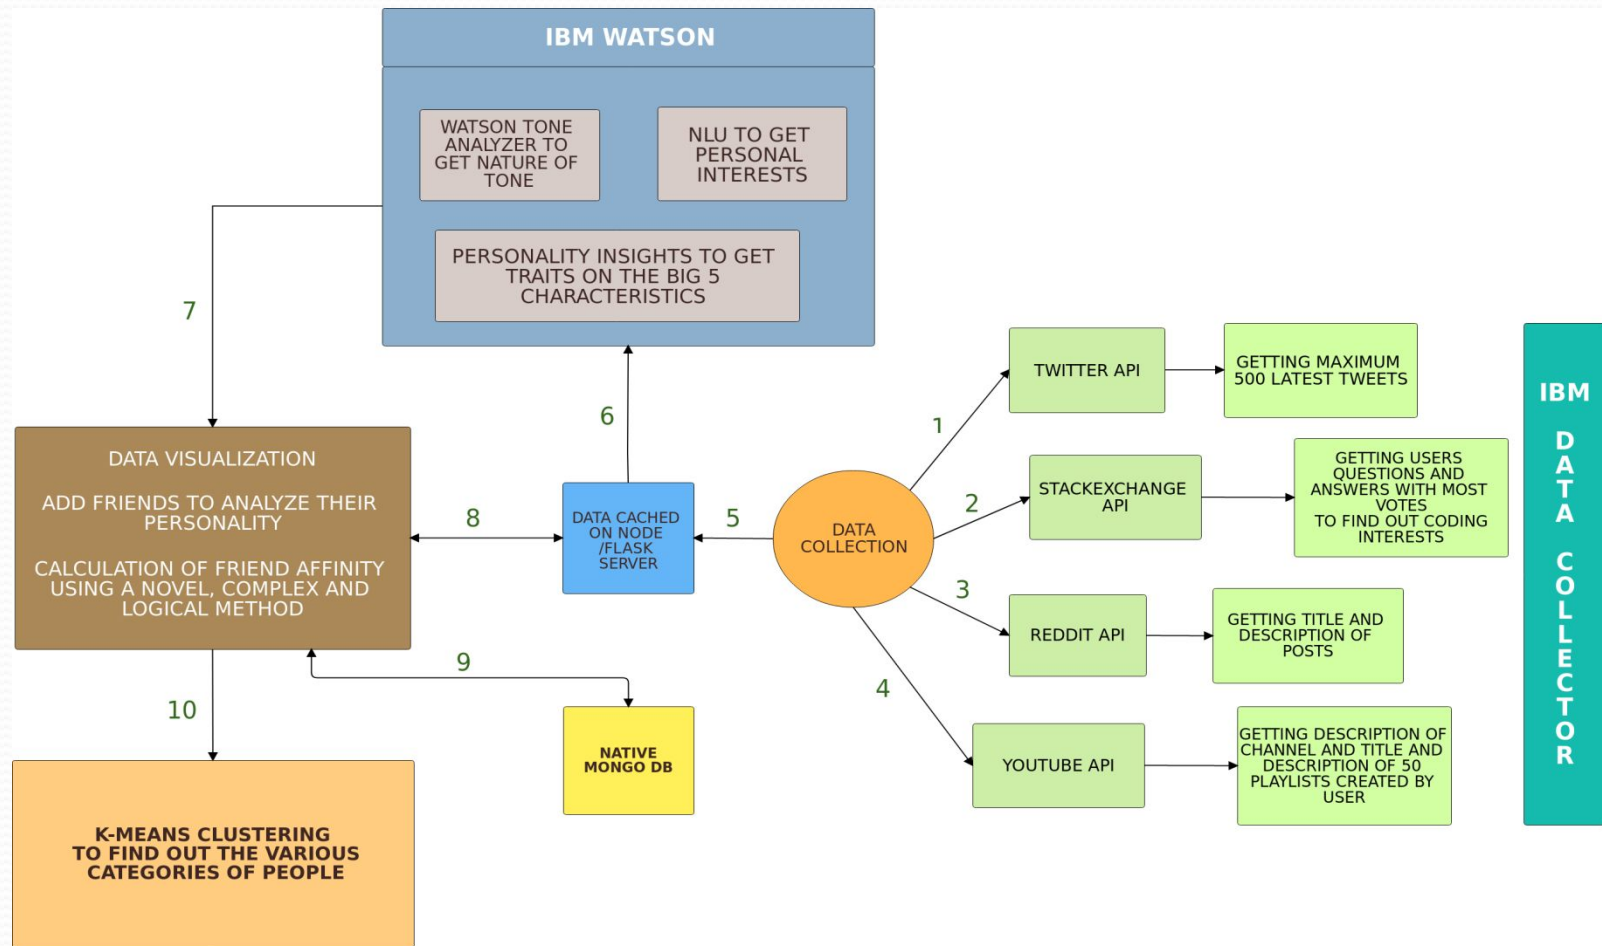 IBM WATSON
WATSON TONE
ANALYZER TO
GET NATURE OF
TONE
NLU TO GET
PERSONAL
INTERESTS
PERSONALITY INSIGHTS TO GET
TRAITS ON THE BIG 5
CHARACTERISTICS
7
6
DATA VISUALIZATION
ADD FRIENDS TO ANALYZE THEIR
PERSONALITY
CALCULATION OF FRIEND AFFINITY
USING A NOVEL, COMPLEX AND
LOGICAL METHOD
8
DATA CACHED
ON NODE
/FLASK
SERVER
5
DATA
COLLECTION
1
TWITTER API
GETTING MAXIMUM
500 LATEST TWEETS
2
STACKEXCHANGE
API
GETTING USERS
QUESTIONS AND
ANSWERS WITH MOST
VOTES
TO FIND OUT CODING
INTERESTS
3
REDDIT API
GETTING TITLE AND
DESCRIPTION OF
POSTS
4
YOUTUBE API
GETTING DESCRIPTION OF
CHANNEL AND TITLE AND
DESCRIPTION OF 50
PLAYLISTS CREATED BY
USER
IBM
D
A
T
A
C
O
L
L
E
C
T
O
R
9
NATIVE
MONGO DB
10
K-MEANS CLUSTERING
TO FIND OUT THE VARIOUS
CATEGORIES OF PEOPLE